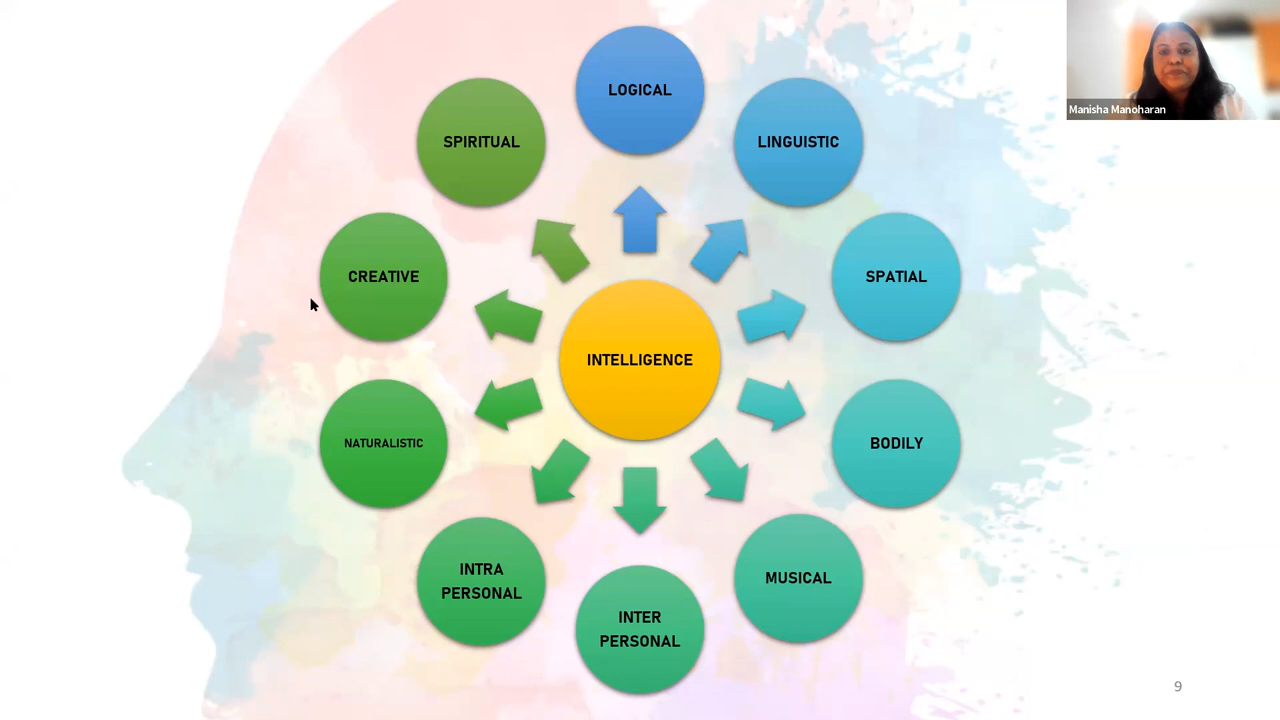 LOGICAL
LINGUISTIC
SPATIAL
BODILY
MUSICAL
INTER
PERSONAL
INTRA
PERSONAL
NATURALISTIC
CREATIVE
SPIRITUAL
INTELLIGENCE
Manisha Manoharan
9